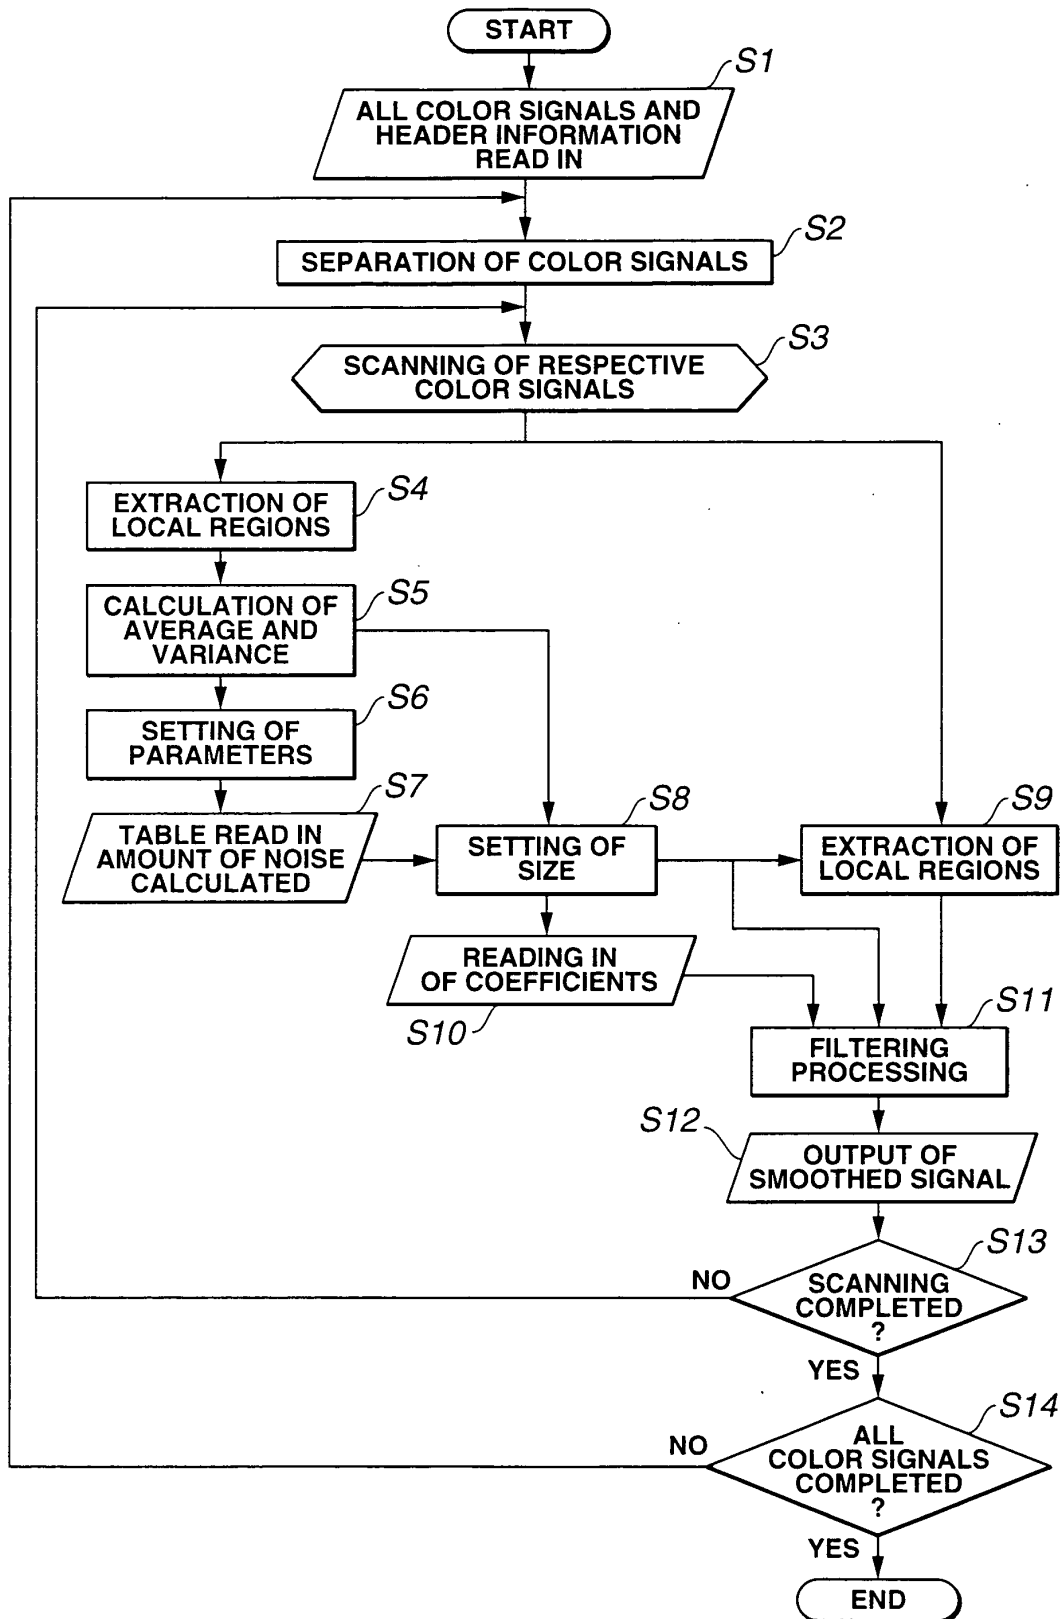 START
S1
ALL COLOR SIGNALS AND
HEADER INFORMATION
READ IN
S2
SEPARATION OF COLOR SIGNALS
S3
SCANNING OF RESPECTIVE
COLOR SIGNALS
S4
EXTRACTION OF
LOCAL REGIONS
S5
CALCULATION OF
AVERAGE AND
VARIANCE
S6
SETTING OF
PARAMETERS
S7
TABLE READ IN
AMOUNT OF NOISE
CALCULATED
S8
SETTING OF
SIZE
S9
EXTRACTION OF
LOCAL REGIONS
READING IN
OF COEFFICIENTS
S10
S11
FILTERING
PROCESSING
S12
OUTPUT OF
SMOOTHED SIGNAL
S13
NO
SCANNING
COMPLETED
?
YES
S14
NO
ALL
COLOR SIGNALS
COMPLETED
?
YES
END